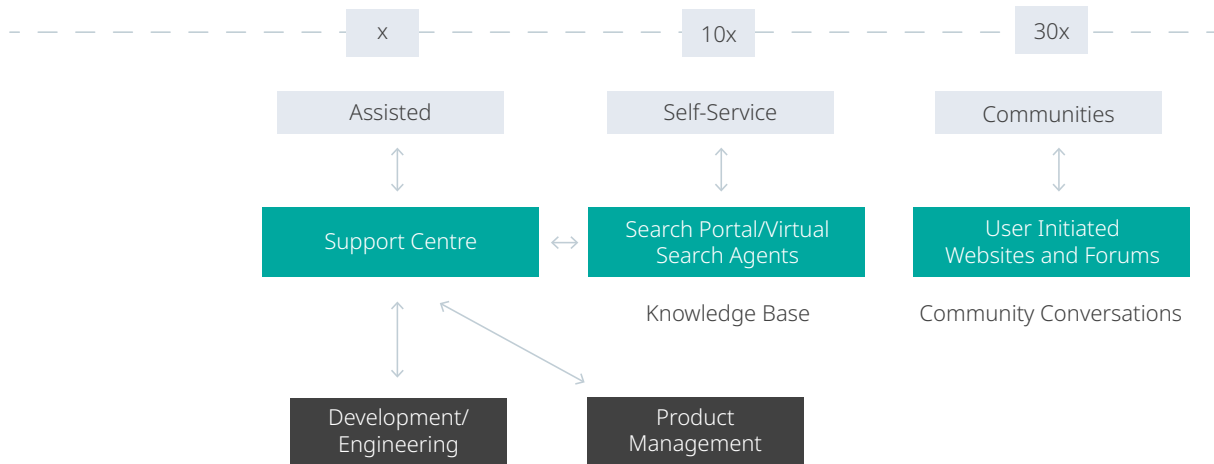 x
10x
30x
Assisted
Self-Service
Communities
Support Centre
Search Portal/Virtual
Search Agents
User Initiated
Websites and Forums
Knowledge Base
Community Conversations
Development/
Engineering
Product
Management